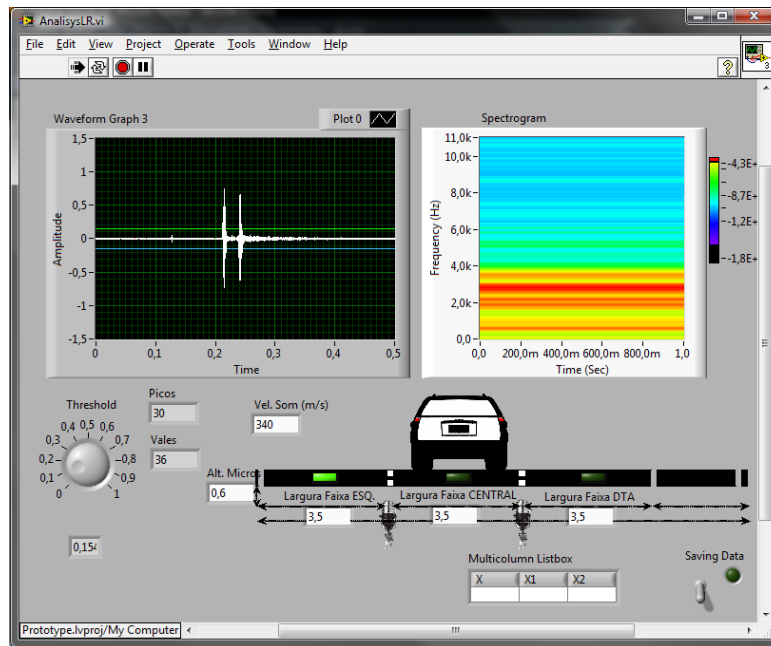 AnalisysLR.vi
File Edit View Project Operate Tools Window Help
3
Waveform Graph 3
Plot 0
Amplitude
1,5
1
0,5
0
-0,5
-1
-1,5
0 0,1 0,2 0,3 0,4 0,5
Time
Spectrogram
Frequency (Hz)
11,0k
10,0k
8,0k
6,0k
4,0k
2,0k
0,0
0,0 200,0m 400,0m 600,0m 800,0m 1,0
Time (Sec)
-4,3E+
-8,7E+
-1,2E+
-1,8E+
Threshold
0 0,1 0,2 0,3 0,4 0,5 0,6 0,7 0,8 0,9 1
0,154
Picos
30
Vales
36
Vel. Som (m/s)
340
Alt. Micros
0,6
Largura Faixa ESQ. Largura Faixa CENTRAL Largura Faixa DTA
3,5 3,5 3,5
Multicolumn Listbox
X X1 X2
Saving Data
Prototype.lvproj/My Computer